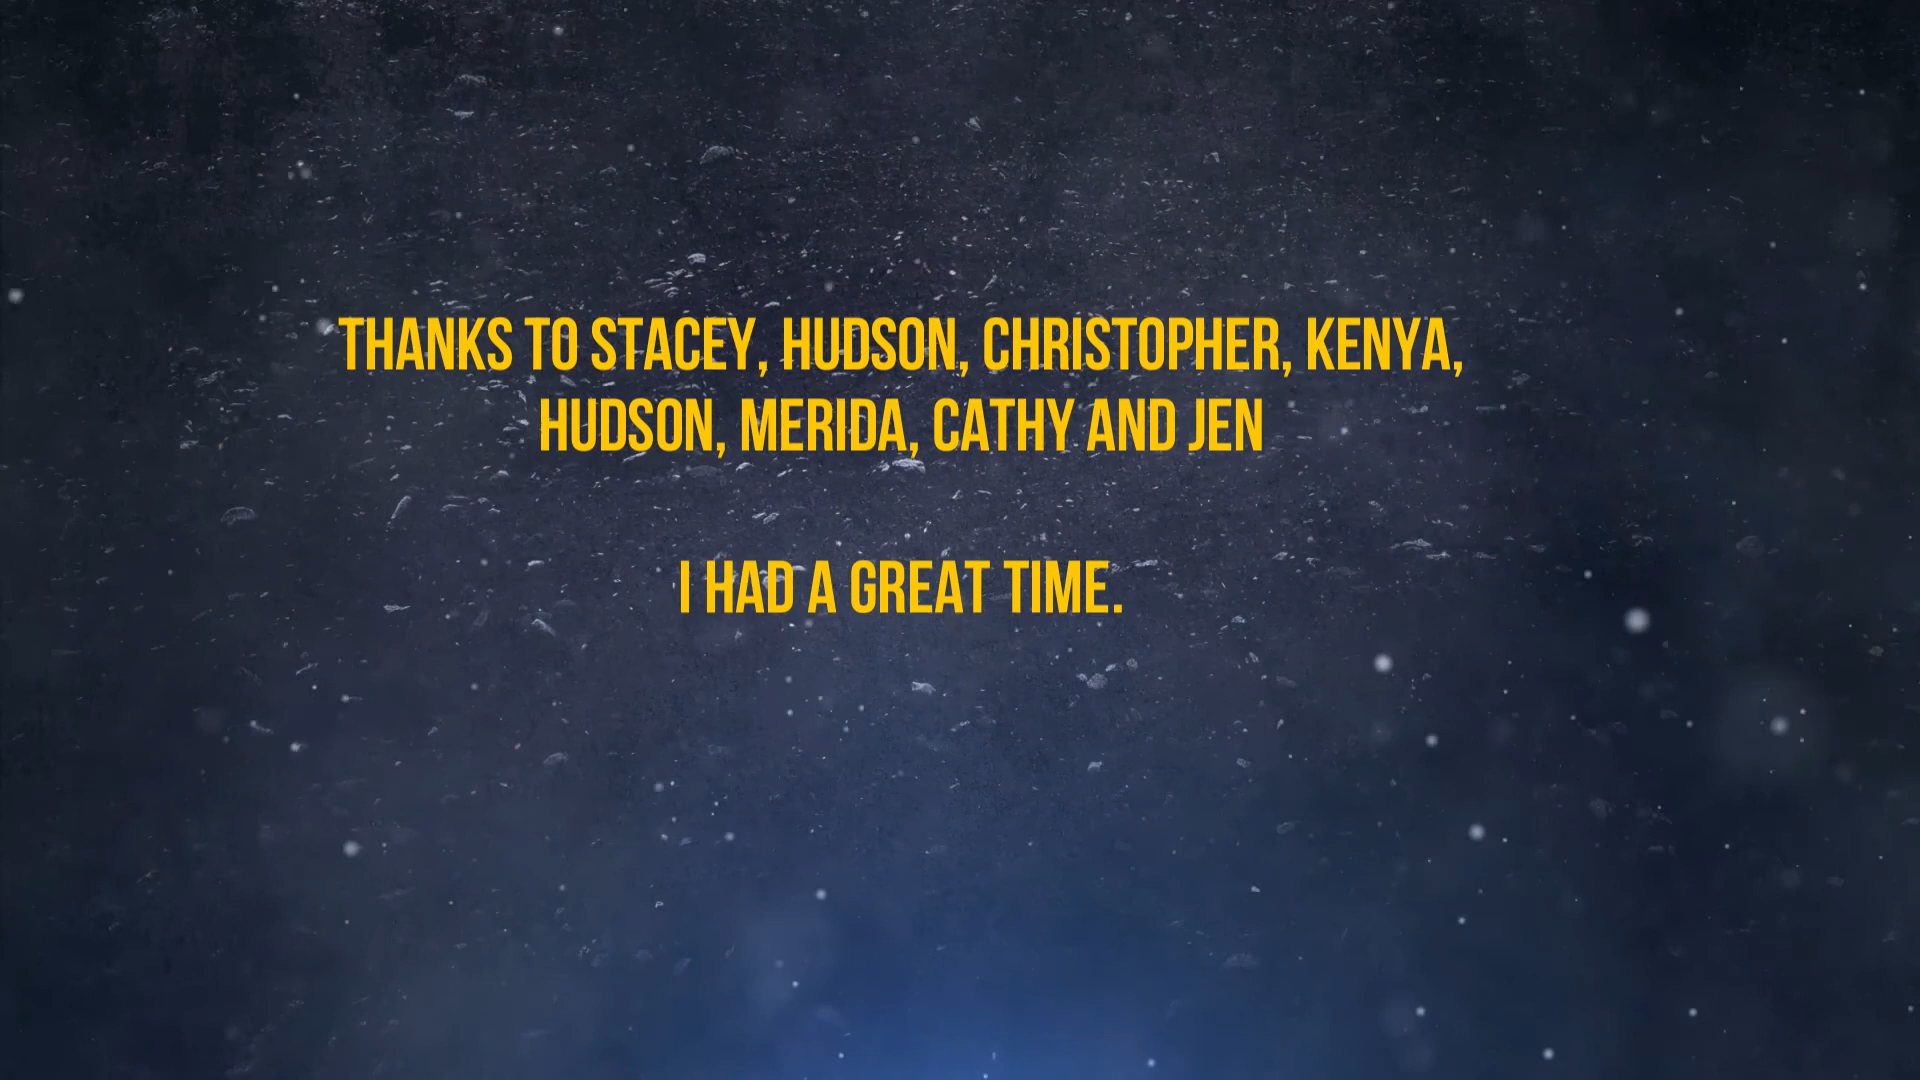 THANKS TO STACEY, HUDSON, CHRISTOPHER, KENYA,
HUDSON, MERIDA, CATHY AND JEN
I HAD A GREAT TIME.